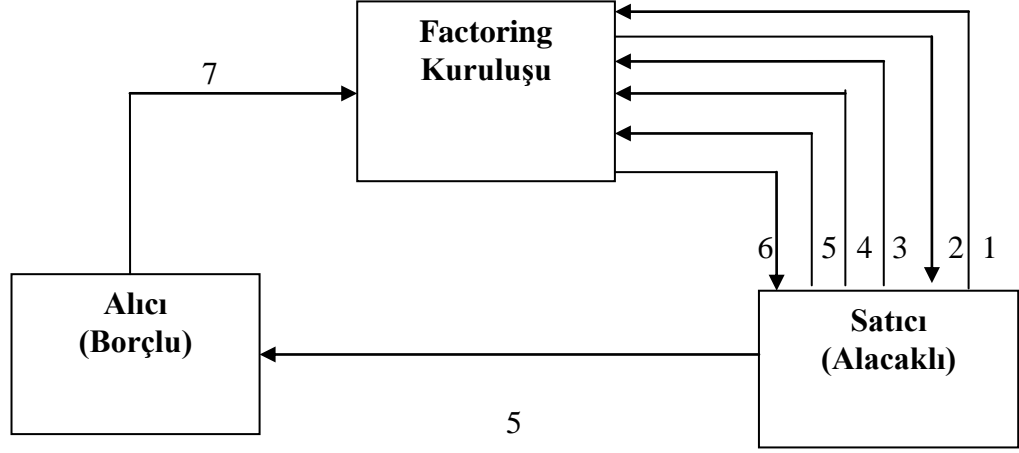 Factoring
Kuruluşu
7
6
5
4
3
2
1
Alıcı
(Borçlu)
Satıcı
(Alacaklı)
5